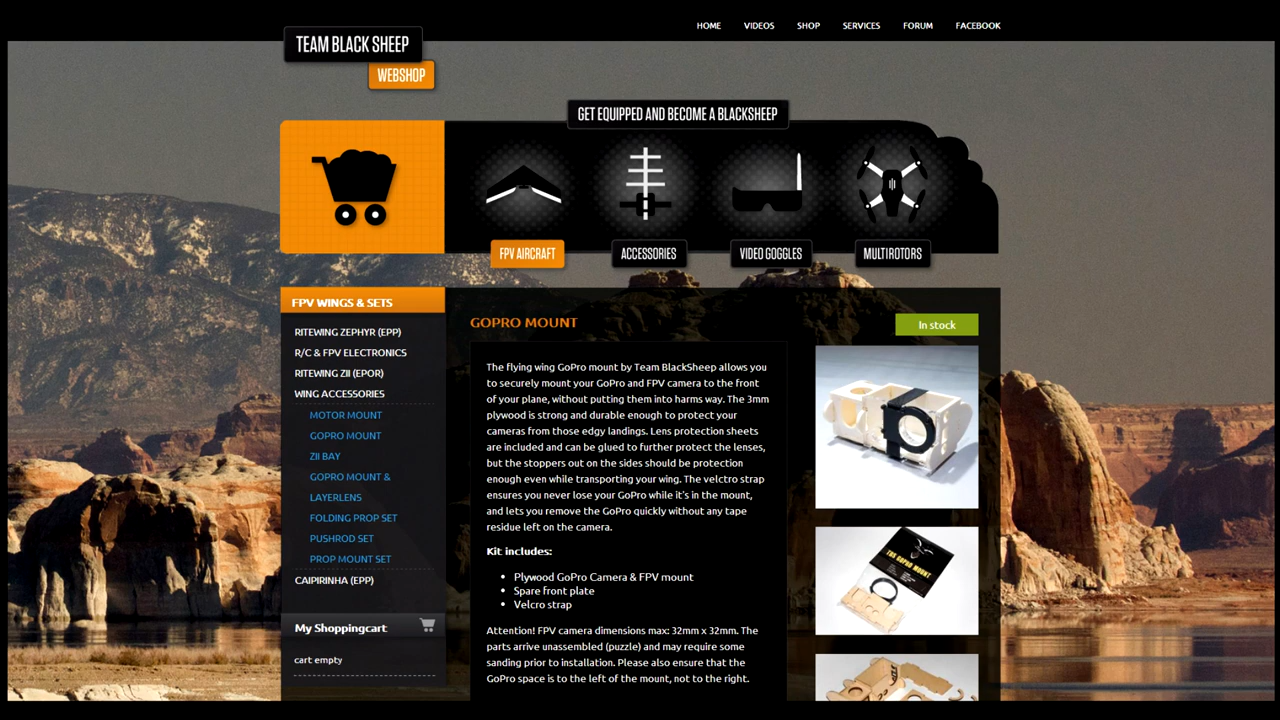 HOME VIDEOS SHOP SERVICES FORUM FACEBOOK
TEAM BLACK SHEEP
WEBSHOP
GET EQUIPPED AND BECOME A BLACKSHEEP
FPV AIRCRAFT ACCESSORIES VIDEO GOGGLES MULTIROTORS
FPV WINGS & SETS
RITEWING ZEPHYR (EPP)
R/C & FPV ELECTRONICS
RITEWING ZII (EPOR)
WING ACCESSORIES
MOTOR MOUNT
GOPRO MOUNT
ZII BAY
GOPRO MOUNT &
LAYERLENS
FOLDING PROP SET
PUSHROD SET
PROP MOUNT SET
CAIPIRINHA (EPP)
My Shoppingcart
cart empty
GOPRO MOUNT
In stock
The flying wing GoPro mount by Team BlackSheep allows you
to securely mount your GoPro and FPV camera to the front
of your plane, without putting them into harms way. The 3mm
plywood is strong and durable enough to protect your
cameras from those edgy landings. Lens protection sheets
are included and can be glued to further protect the lenses,
but the stoppers out on the sides should be protection
enough even while transporting your wing. The velctro strap
ensures you never lose your GoPro while it's in the mount,
and lets you remove the GoPro quickly without any tape
residue left on the camera.
Kit includes:
Plywood GoPro Camera & FPV mount
Spare front plate
Velcro strap
Attention! FPV camera dimensions max: 32mm x 32mm. The
parts arrive unassembled (puzzle) and may require some
sanding prior to installation. Please also ensure that the
GoPro space is to the left of the mount, not to the right.
TBS GOPRO MOUNT